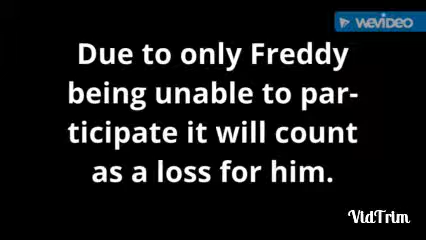 WEVIDEO
Due to only Freddy
being unable to par-
ticipate it will count
as a loss for him.
VidTrim